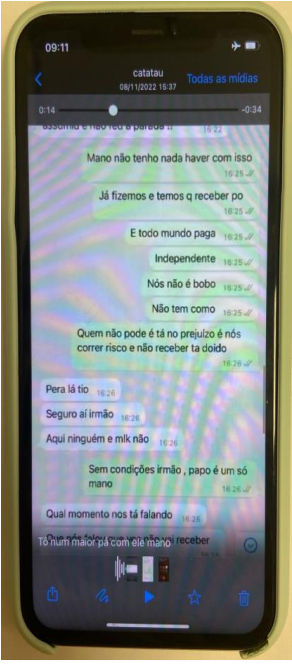 09:11
catatau
08/11/2022 15:37
Todas as mídias
0:14
-0:34
16:22
Mano não tenho nada haver com isso
16:25
Já fizemos e temos q receber po
16:25
E todo mundo paga
16:25
Independente
16:25
Nós não é bobo
16:25
Não tem como
16:25
Quem não pode é tá no prejuízo é nós
correr risco e não receber ta doido
16:26
Pera lá tio
16:26
Seguro aí irmão
16:26
Aqui ninguém e mlk não
16:26
Sem condições irmão , papo é um só
mano
16:26
Qual momento nos tá falando
16:26
Tô num maior pá com ele mano
receber